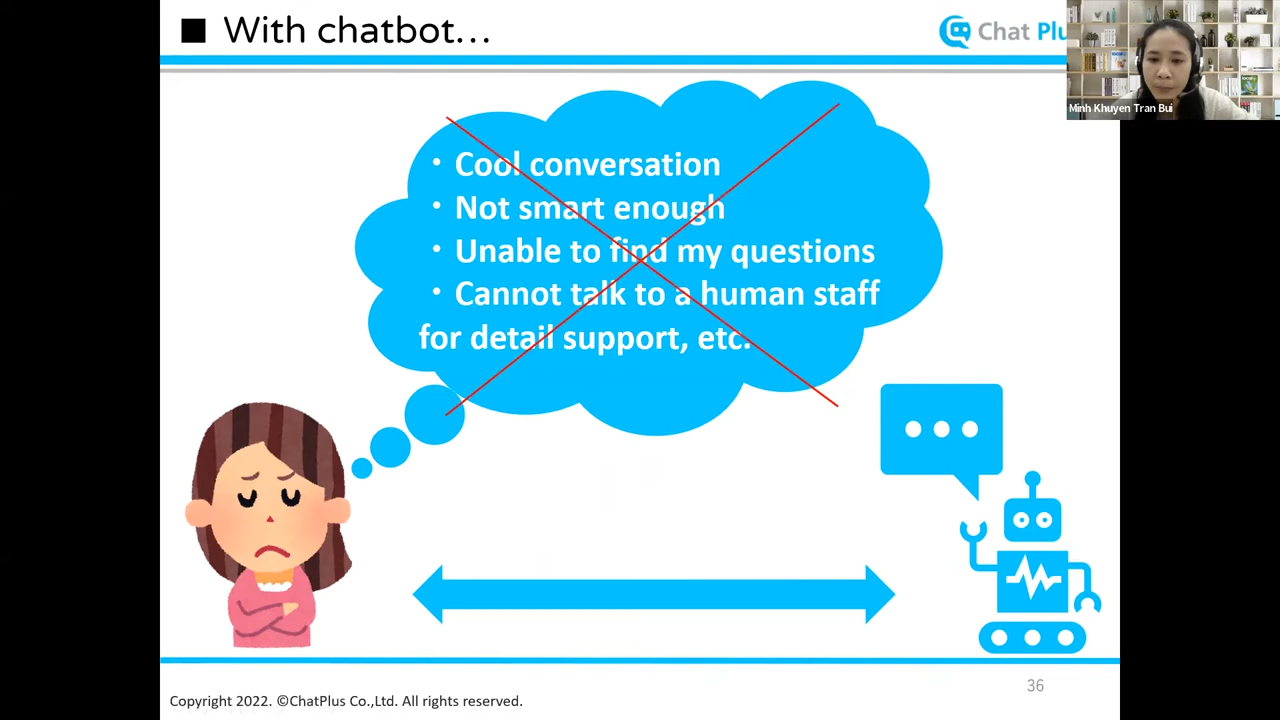 ■ With chatbot…
Chat Plu
Minh Khuyen Tran Bui
・Cool conversation
・Not smart enough
・Unable to find my questions
・Cannot talk to a human staff
for detail support, etc.
36
Copyright 2022. ©ChatPlus Co.,Ltd. All rights reserved.